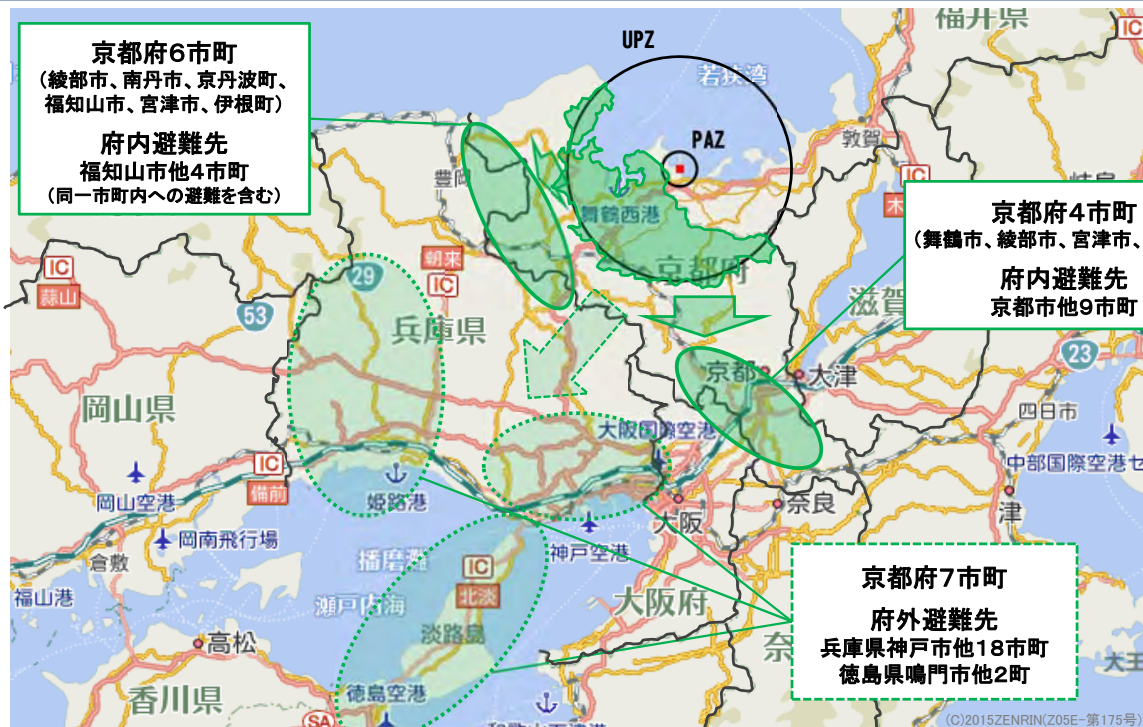 京都府6市町
(綾部市、南丹市、京丹波町、
福知山市、宮津市、伊根町)
府内避難先
福知山市他4市町
(同一市町内への避難を含む)
UPZ
PAZ
若狭湾
福井県
IC
敦賀
豊岡
舞鶴西港
IC
木
岐阜
京都府4市町
(舞鶴市、綾部市、宮津市、
府内避難先
京都市他9市町
京都府
滋賀
朝来
IC
29
IC
蒜山
53
兵庫県
23
京都
大津
四日市
岡山県
大阪国際空港
中部国際空港セ
IC
備前
岡山空港
姫路港
奈良
津
大阪
岡南飛行場
倉敷
神戸空港
播磨灘
IC
北淡
福山港
瀬戸内海
大阪府
淡路島
高松
京都府7市町
府外避難先
兵庫県神戸市他18市町
徳島県鳴門市他2町
奈
大王
徳島空港
香川県
SA
(C)2015ZENRIN(Z05E-第175号)